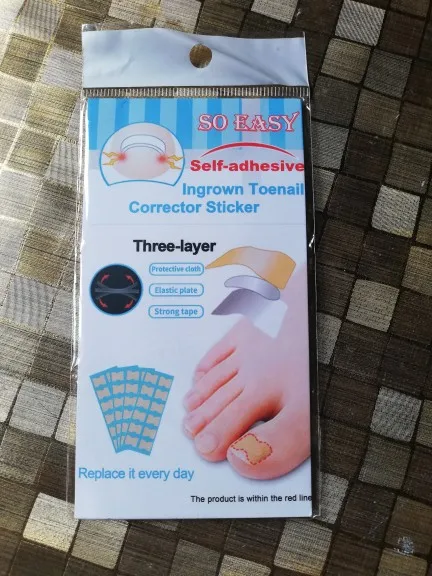 SO EASY
Self-adhesive
Ingrown Toenail
Corrector Sticker
Three-layer
Protective cloth
Elastic plate
Strong tape
Replace it every day
The product is within the red line